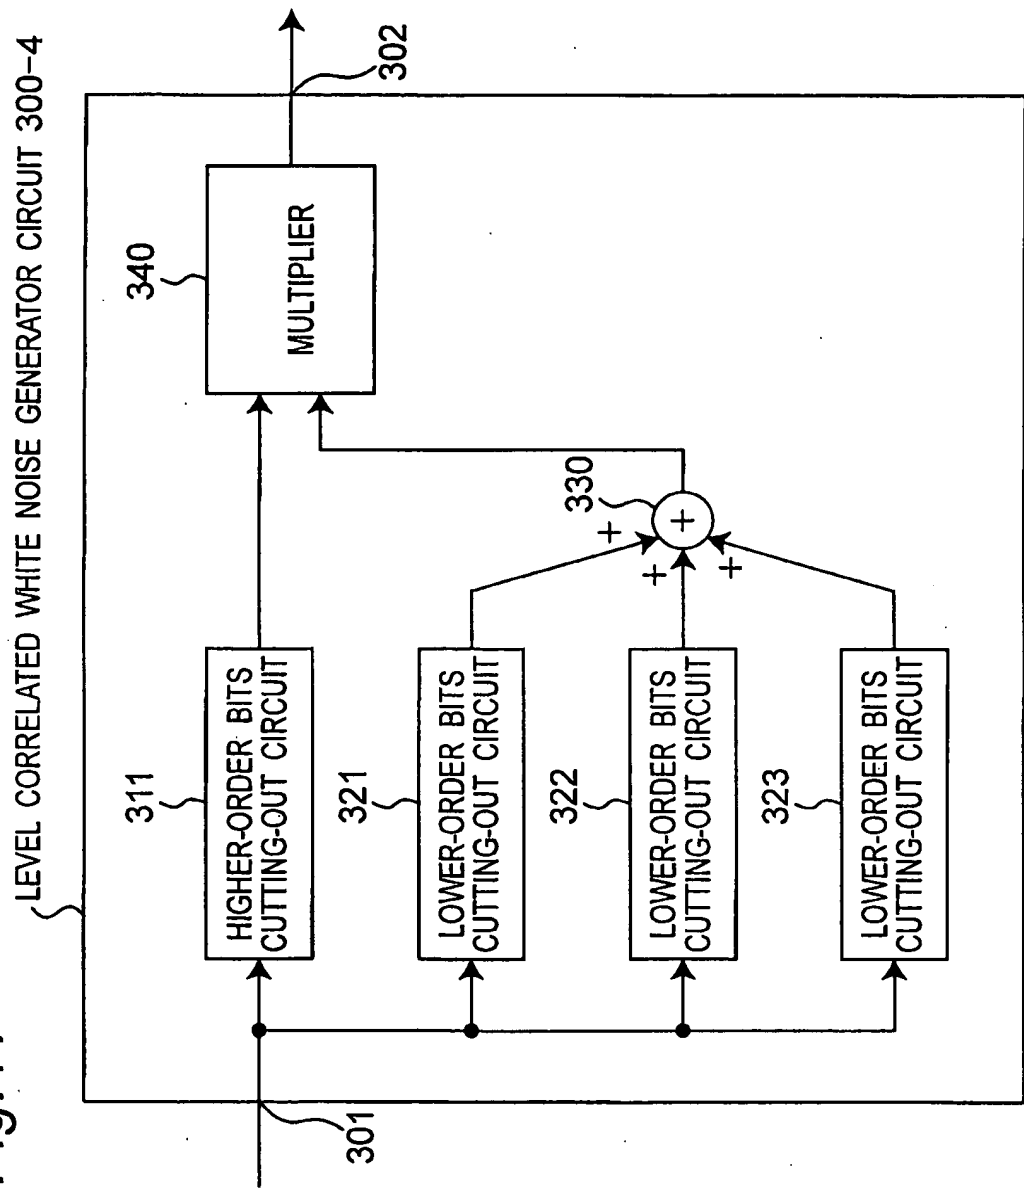 LEVEL CORRELATED WHITE NOISE GENERATOR CIRCUIT 300-4
301
311
HIGHER-ORDER BITS
CUTTING-OUT CIRCUIT
321
LOWER-ORDER BITS
CUTTING-OUT CIRCUIT
322
LOWER-ORDER BITS
CUTTING-OUT CIRCUIT
323
LOWER-ORDER BITS
CUTTING-OUT CIRCUIT
+
+
+
+
330
340
MULTIPLIER
302